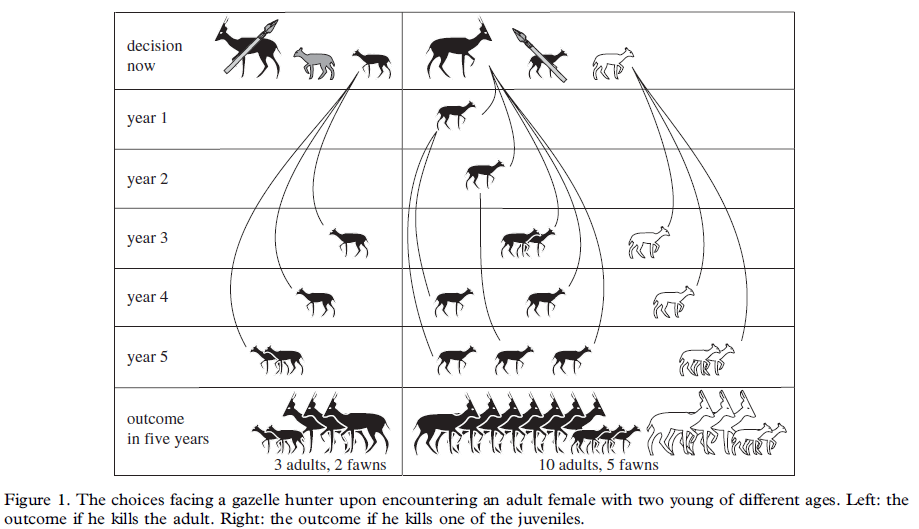 decision
now
year 1
year 2
year 3
year 4
year 5
outcome
in five years
3 adults, 2 fawns
10 adults, 5 fawns
Figure 1. The choices facing a gazelle hunter upon encountering an adult female with two young of different ages. Left: the
outcome if he kills the adult. Right: the outcome if he kills one of the juveniles.